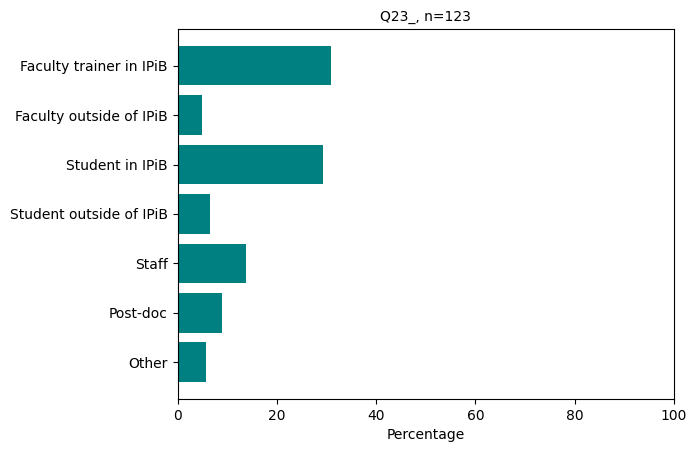 Q23_, n=123
Faculty trainer in IPiB
Faculty outside of IPiB
Student in IPiB
Student outside of IPiB
Staff
Post-doc
Other
0 20 40 60 80 100
Percentage